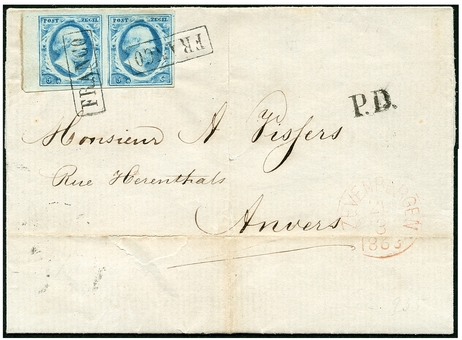 POST ZEGEL POST ZEGEL
FRANCO FRANCO
P.D.
Monsieur A Vissers
Rue Herenthals
Anvers
1863